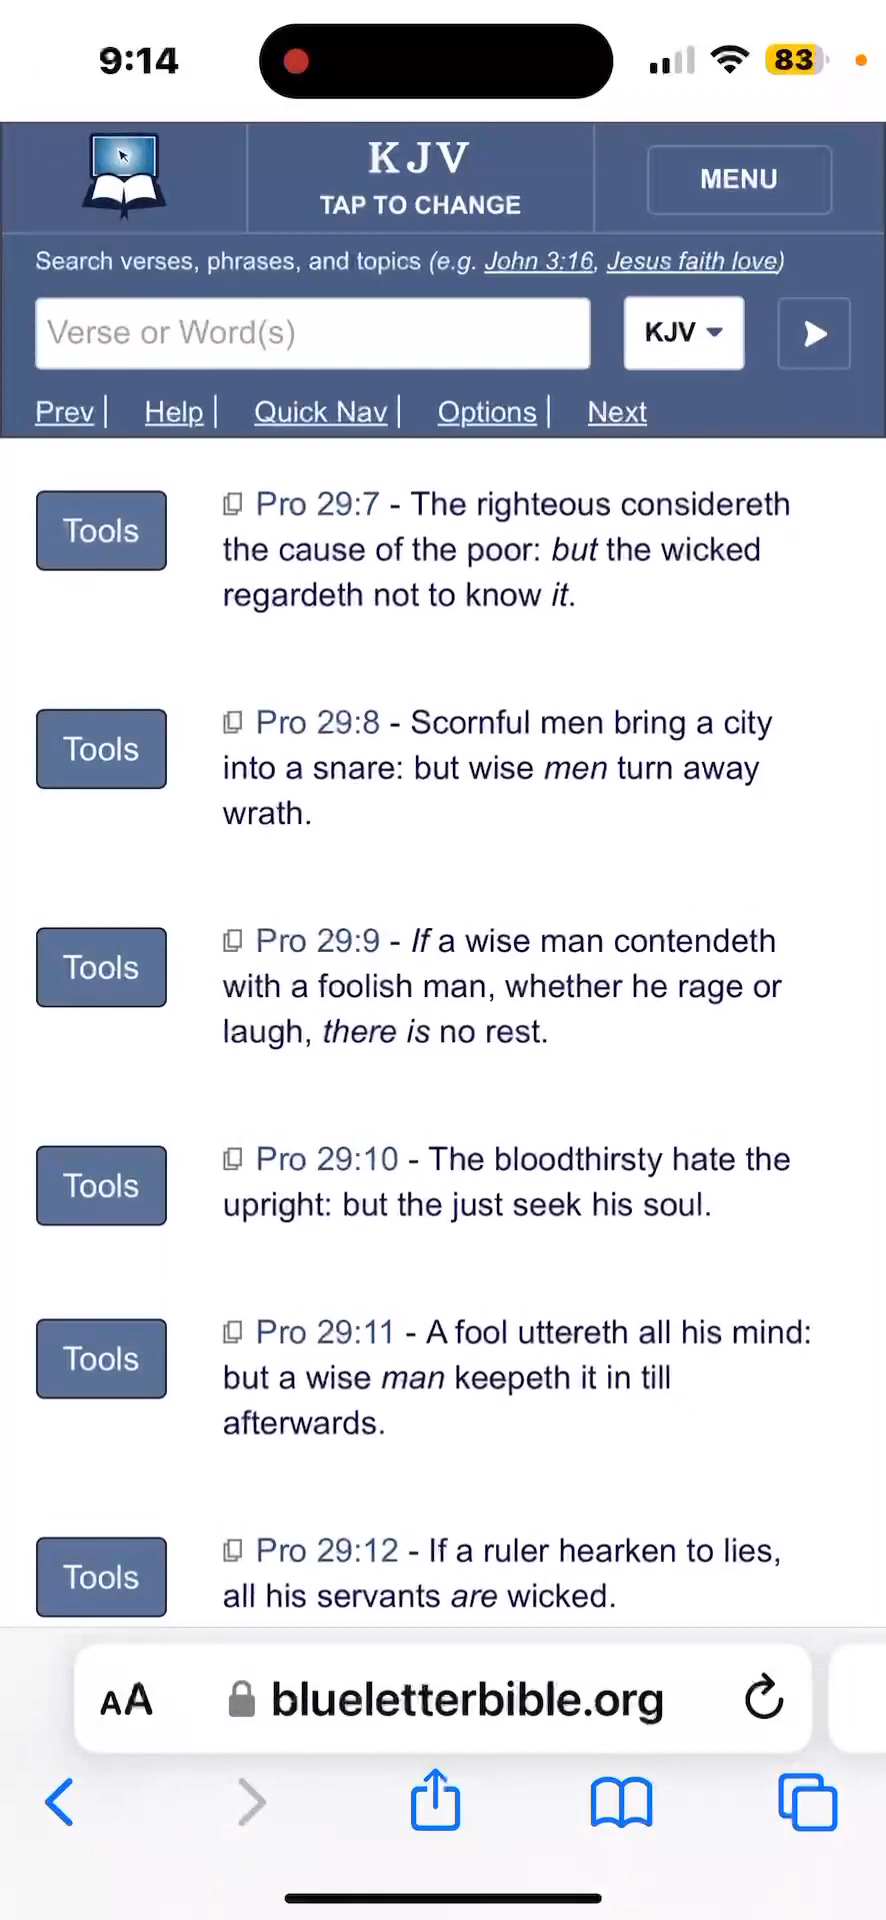 9:14
83
KJV
TAP TO CHANGE
MENU
Search verses, phrases, and topics (e.g. John 3:16, Jesus faith love)
Verse or Word(s)
KJV
Prev | Help | Quick Nav | Options | Next
Tools
Pro 29:7 - The righteous considereth
the cause of the poor: but the wicked
regardeth not to know it.
Tools
Pro 29:8 - Scornful men bring a city
into a snare: but wise men turn away
wrath.
Tools
Pro 29:9 - If a wise man contendeth
with a foolish man, whether he rage or
laugh, there is no rest.
Tools
Pro 29:10 - The bloodthirsty hate the
upright: but the just seek his soul.
Tools
Pro 29:11 - A fool uttereth all his mind:
but a wise man keepeth it in till
afterwards.
Tools
Pro 29:12 - If a ruler hearken to lies,
all his servants are wicked.
AA
blueletterbible.org